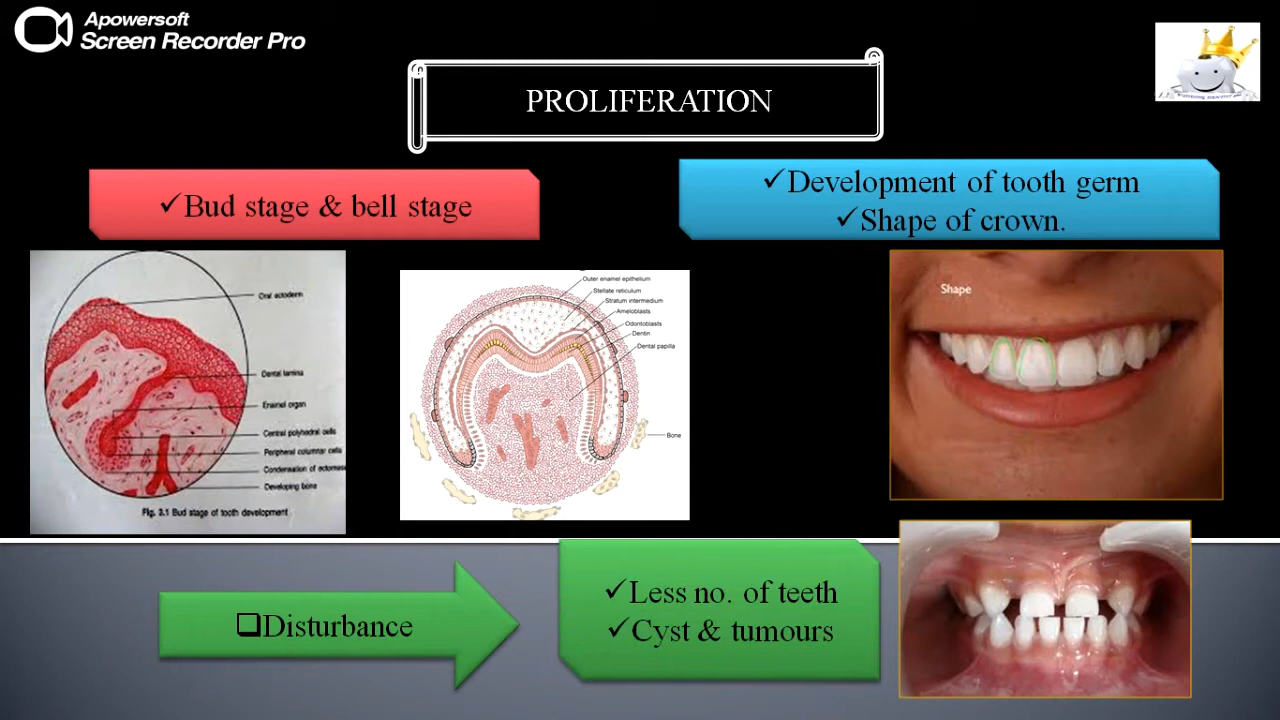 Apowersoft
Screen Recorder Pro
PROLIFERATION
✓Bud stage & bell stage
✓Development of tooth germ
✓Shape of crown.
Oral ectoderm
Dental lamina
Enamel organ
Central polyhedral cells
Peripheral columnar cells
Condensation of ectomese
Developing bone
Fig. 3.1 Bud stage of tooth development
Outer enamel epithelium
Stellate reticulum
Stratum intermedium
Ameloblasts
Odontoblasts
Dentin
Dental papilla
Bone
Shape
❑Disturbance
✓Less no. of teeth
✓Cyst & tumours